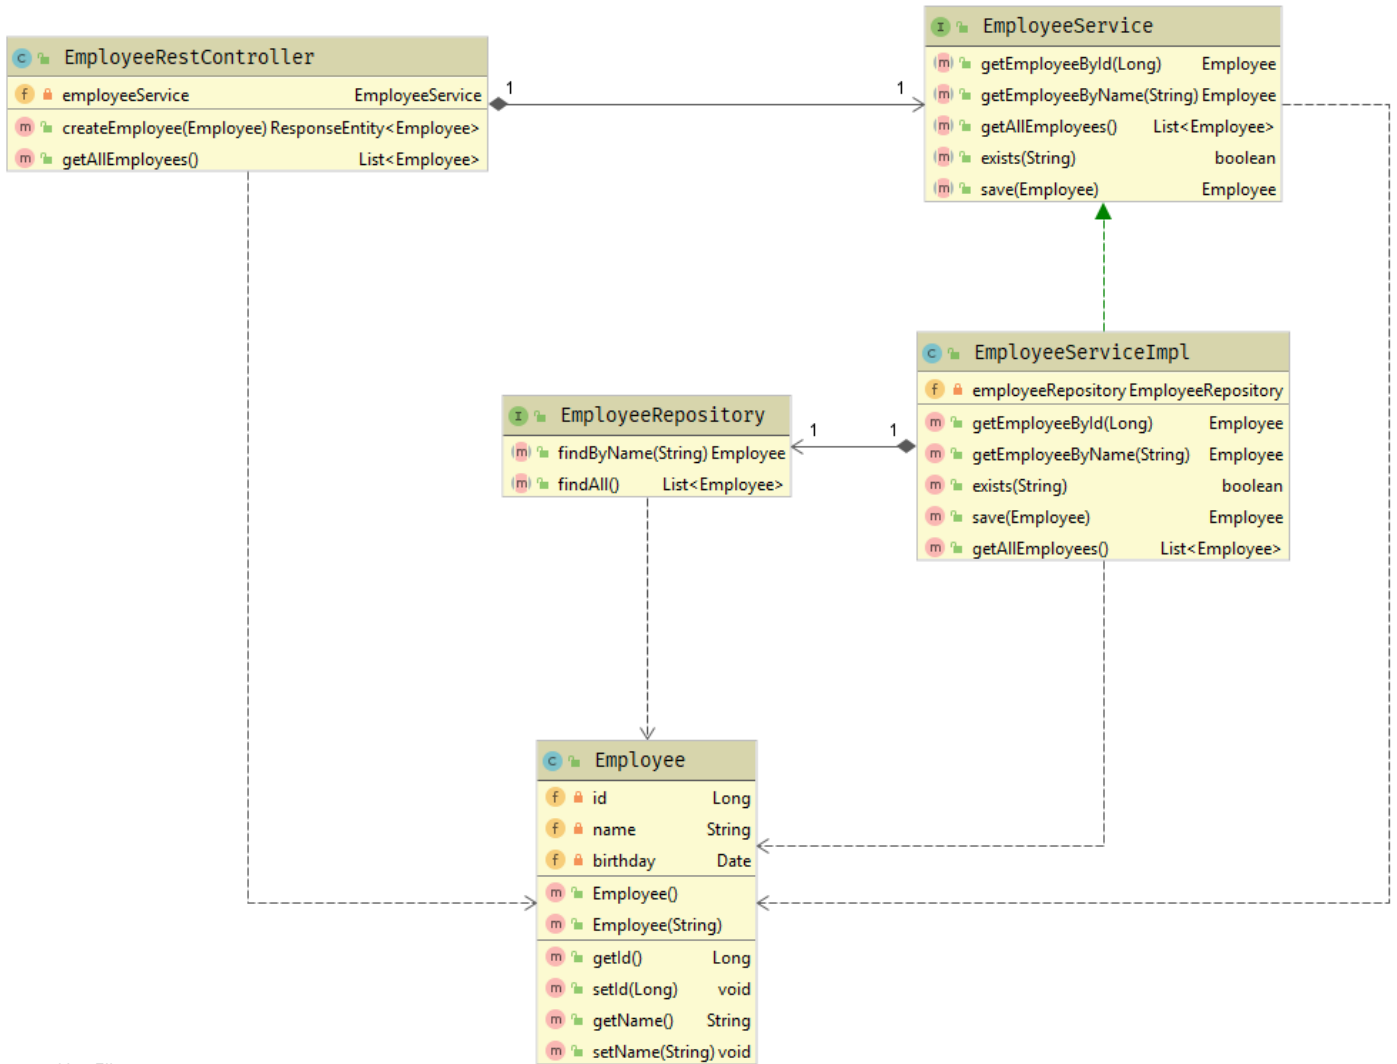 EmployeeRestController
employeeService EmployeeService
createEmployee(Employee) ResponseEntity<Employee>
getAllEmployees() List<Employee>
1
1
EmployeeService
getEmployeeById(Long) Employee
getEmployeeByName(String) Employee
getAllEmployees() List<Employee>
exists(String) boolean
save(Employee) Employee
EmployeeServiceImpl
employeeRepository EmployeeRepository
getEmployeeById(Long) Employee
getEmployeeByName(String) Employee
exists(String) boolean
save(Employee) Employee
getAllEmployees() List<Employee>
1
1
EmployeeRepository
findByName(String) Employee
findAll() List<Employee>
Employee
id Long
name String
birthday Date
Employee()
Employee(String)
getId() Long
setId(Long) void
getName() String
setName(String) void